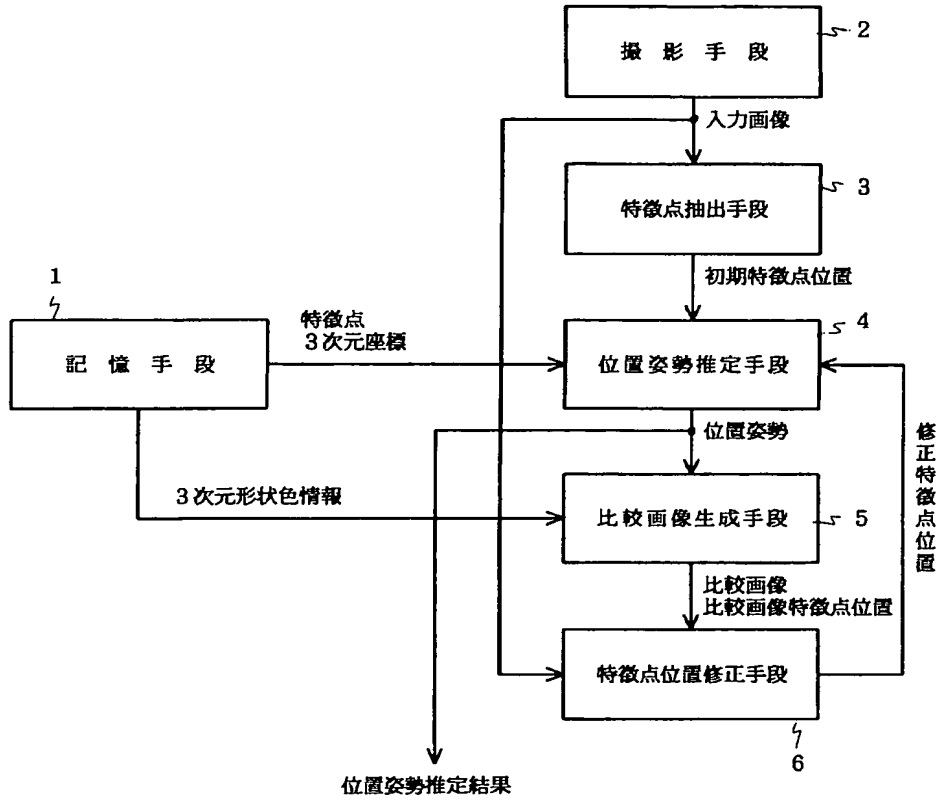 2
撮影手段
入力画像
3
特徴点抽出手段
初期特徴点位置
1
記憶手段
特徴点
3次元座標
4
位置姿勢推定手段
位置姿勢
修正特徴点位置
3次元形状色情報
比較画像生成手段
5
比較画像
比較画像特徴点位置
特徴点位置修正手段
6
位置姿勢推定結果